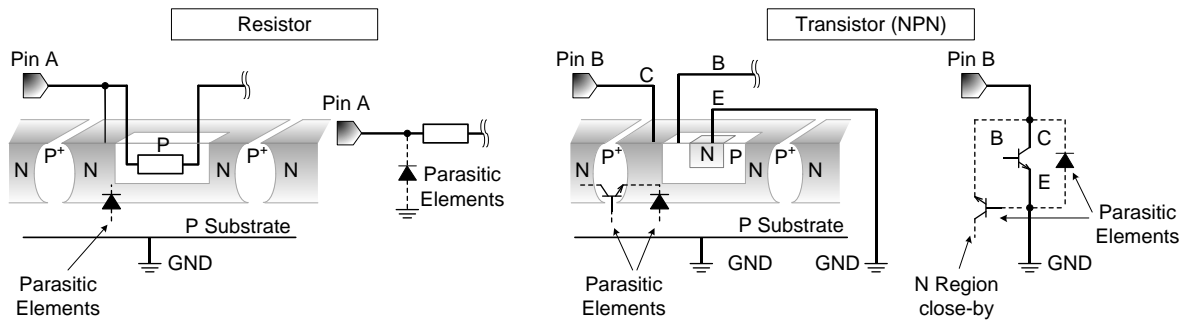 Resistor
Transistor (NPN)
Pin A
Pin A
P
N
P+
N
N
P+
N
Parasitic
Elements
P Substrate
GND
Parasitic
Elements
Pin B
C
B
E
N
P+
N
N
P
N
P+
N
P Substrate
GND
GND
Parasitic
Elements
Pin B
B
C
E
Parasitic
Elements
GND
N Region
close-by